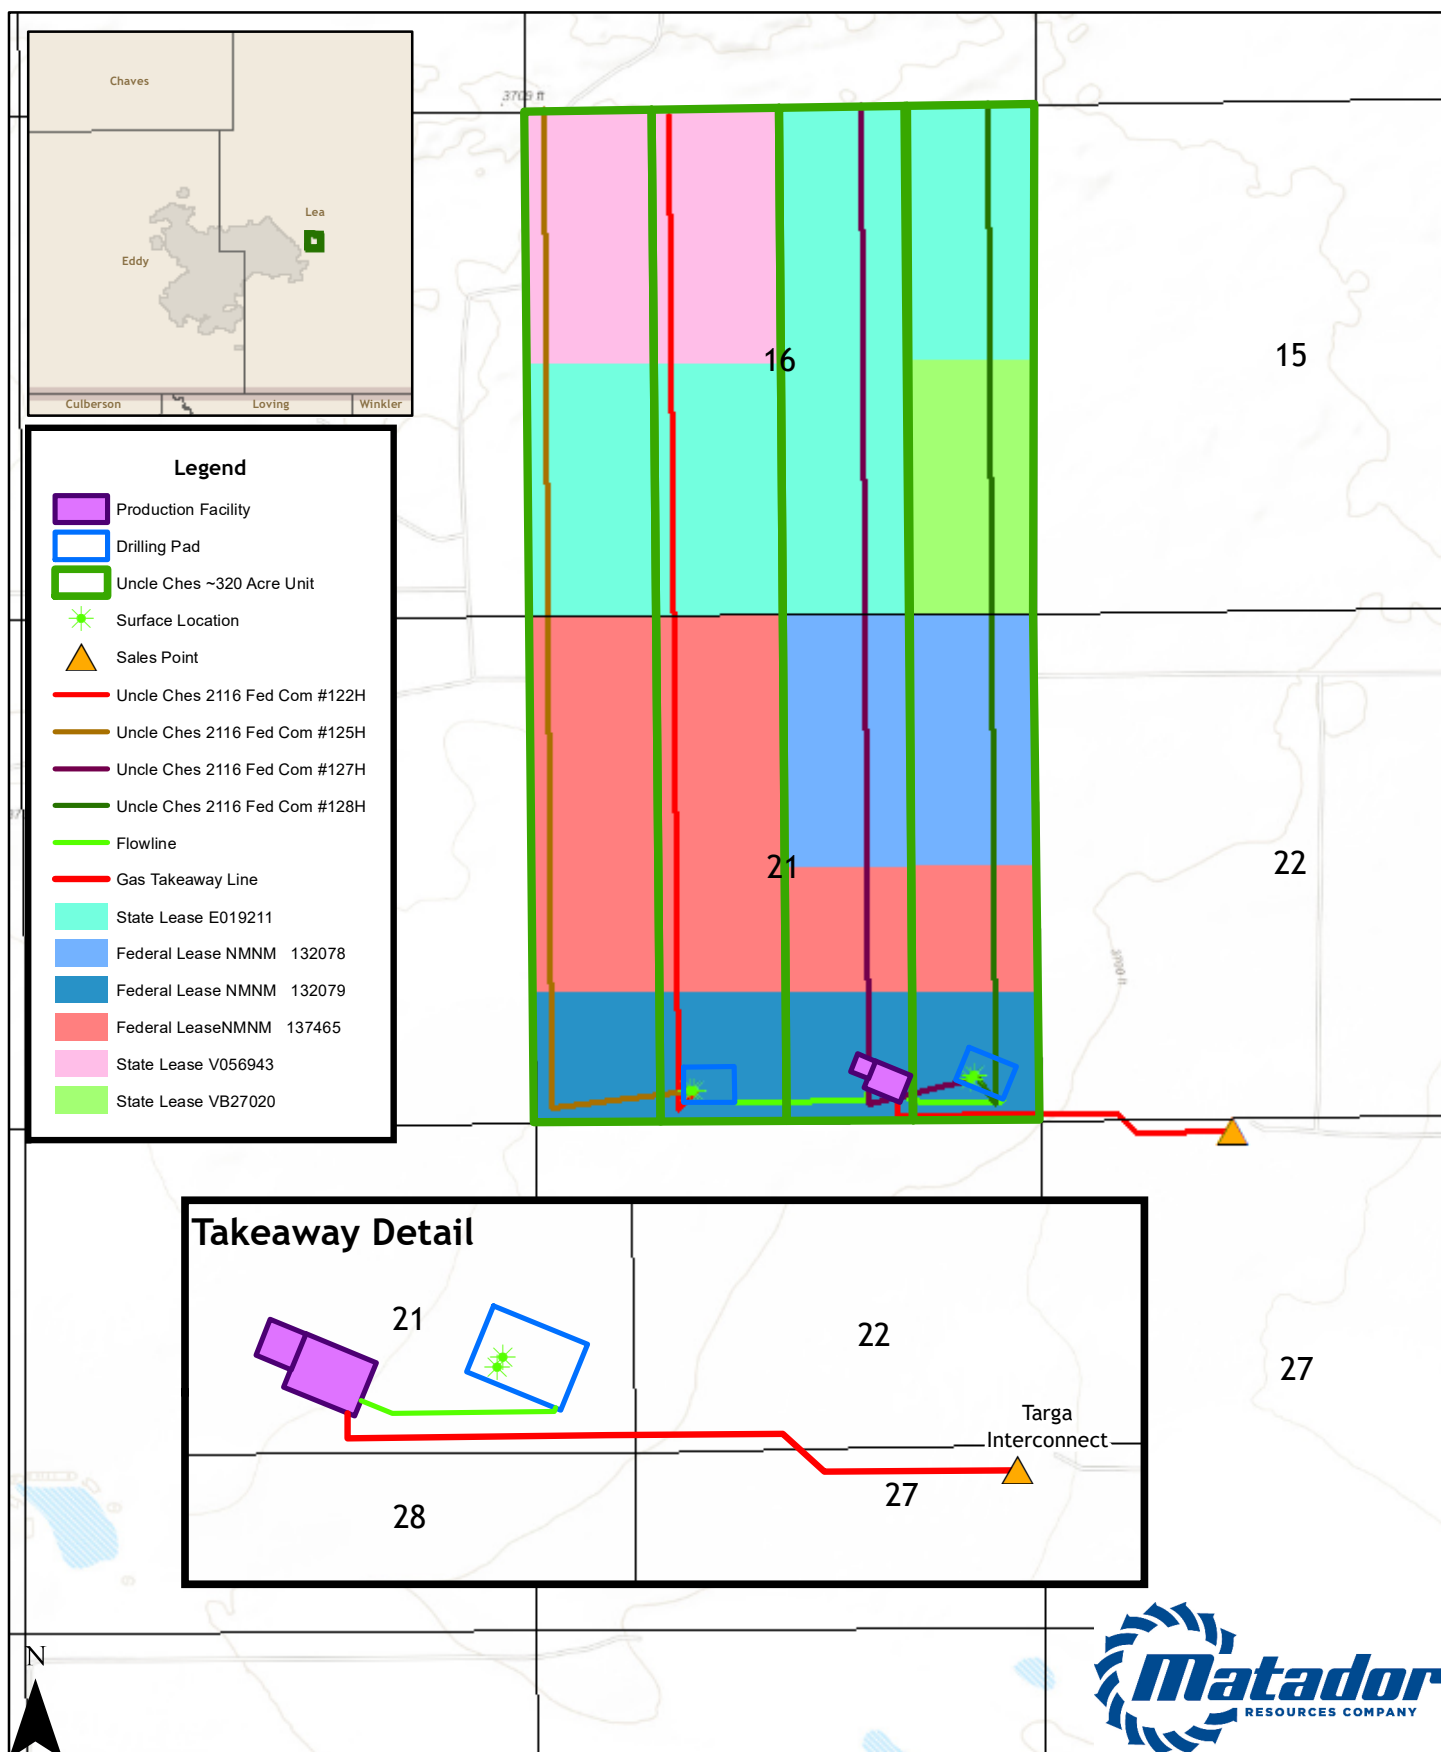 Chaves
Lea
Eddy
Culberson
Loving
Winkler
3709 ft
16
15
21
22
3700 ft
Legend
Production Facility
Drilling Pad
Uncle Ches ~320 Acre Unit
Surface Location
Sales Point
Uncle Ches 2116 Fed Com #122H
Uncle Ches 2116 Fed Com #125H
Uncle Ches 2116 Fed Com #127H
Uncle Ches 2116 Fed Com #128H
Flowline
Gas Takeaway Line
State Lease E019211
Federal Lease NMNM 132078
Federal Lease NMNM 132079
Federal LeaseNMNM 137465
State Lease V056943
State Lease VB27020
Takeaway Detail
21
22
Targa
Interconnect
27
28
27
N
Matador
RESOURCES COMPANY